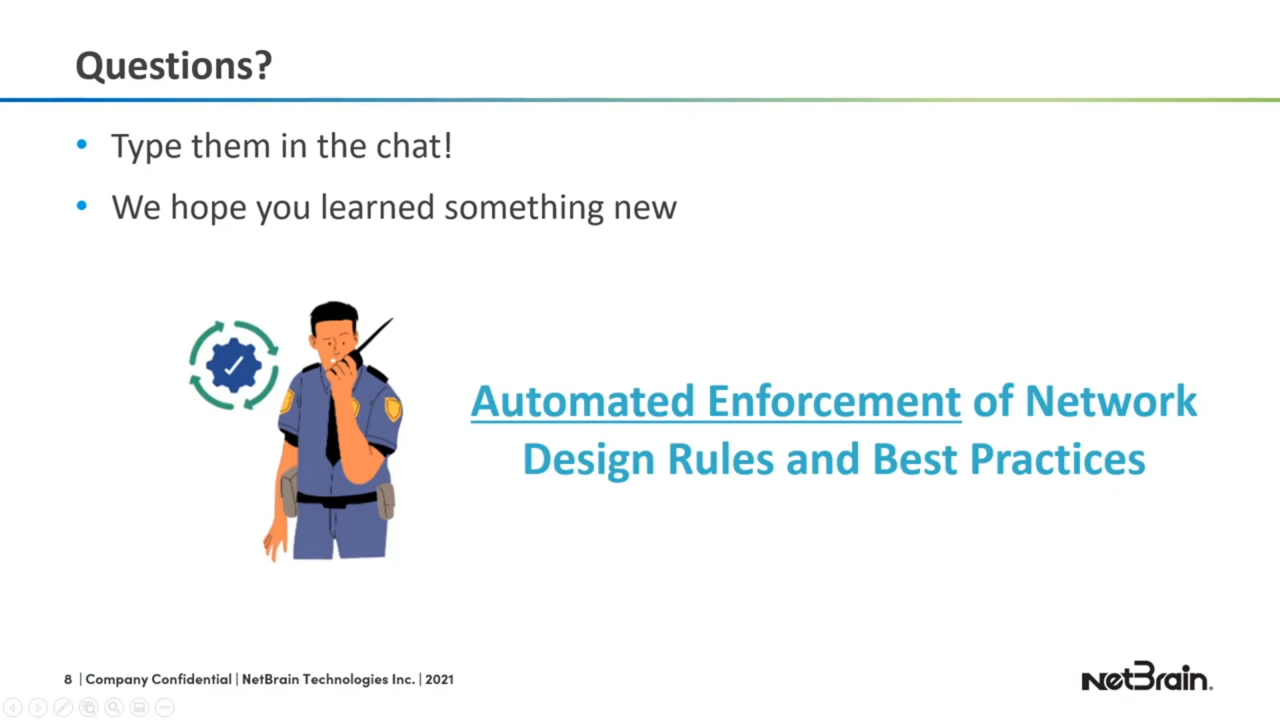 Questions?
• Type them in the chat!
• We hope you learned something new
Automated Enforcement of Network
Design Rules and Best Practices
8 | Company Confidential | NetBrain Technologies Inc. | 2021
NetBrain.